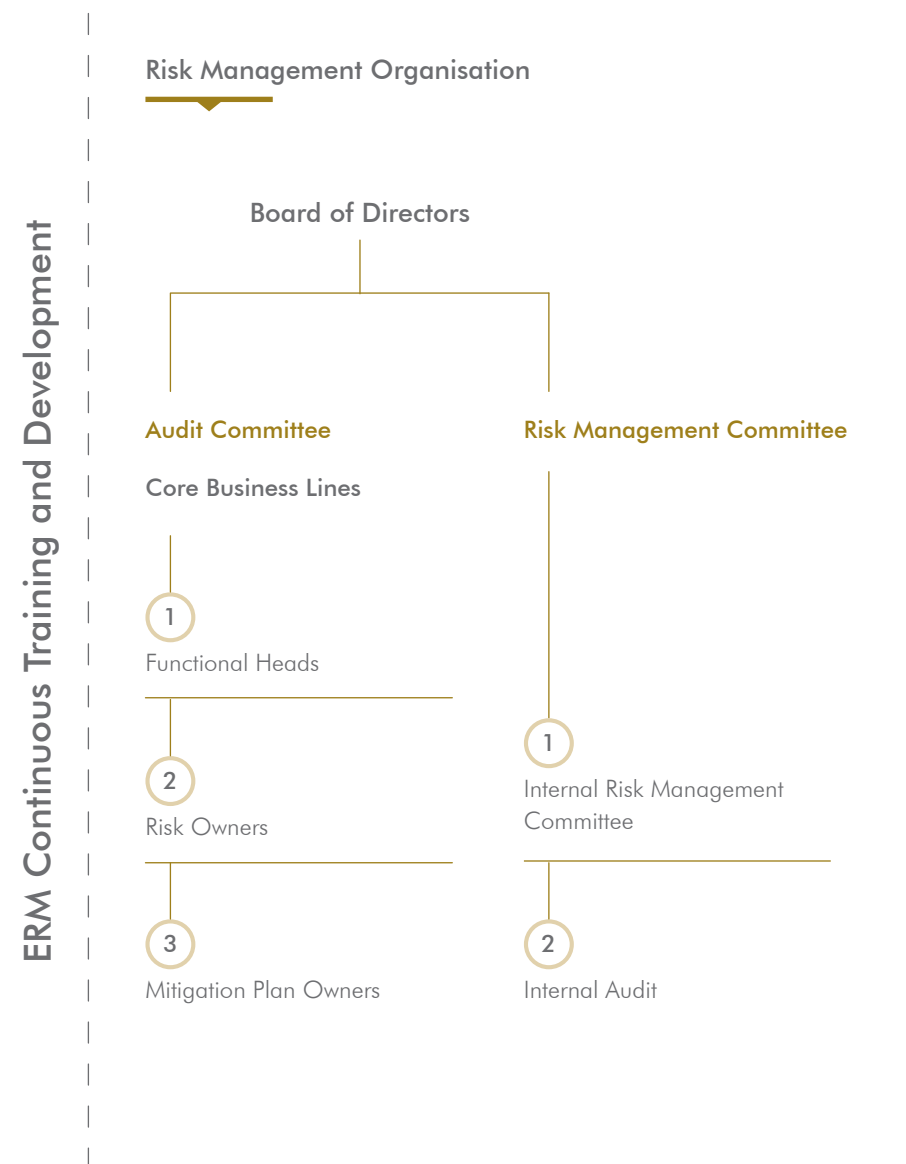 Risk Management Organisation
ERM Continuous Training and Development
Board of Directors
Audit Committee
Core Business Lines
1
Functional Heads
2
Risk Owners
3
Mitigation Plan Owners
Risk Management Committee
1
Internal Risk Management
Committee
2
Internal Audit